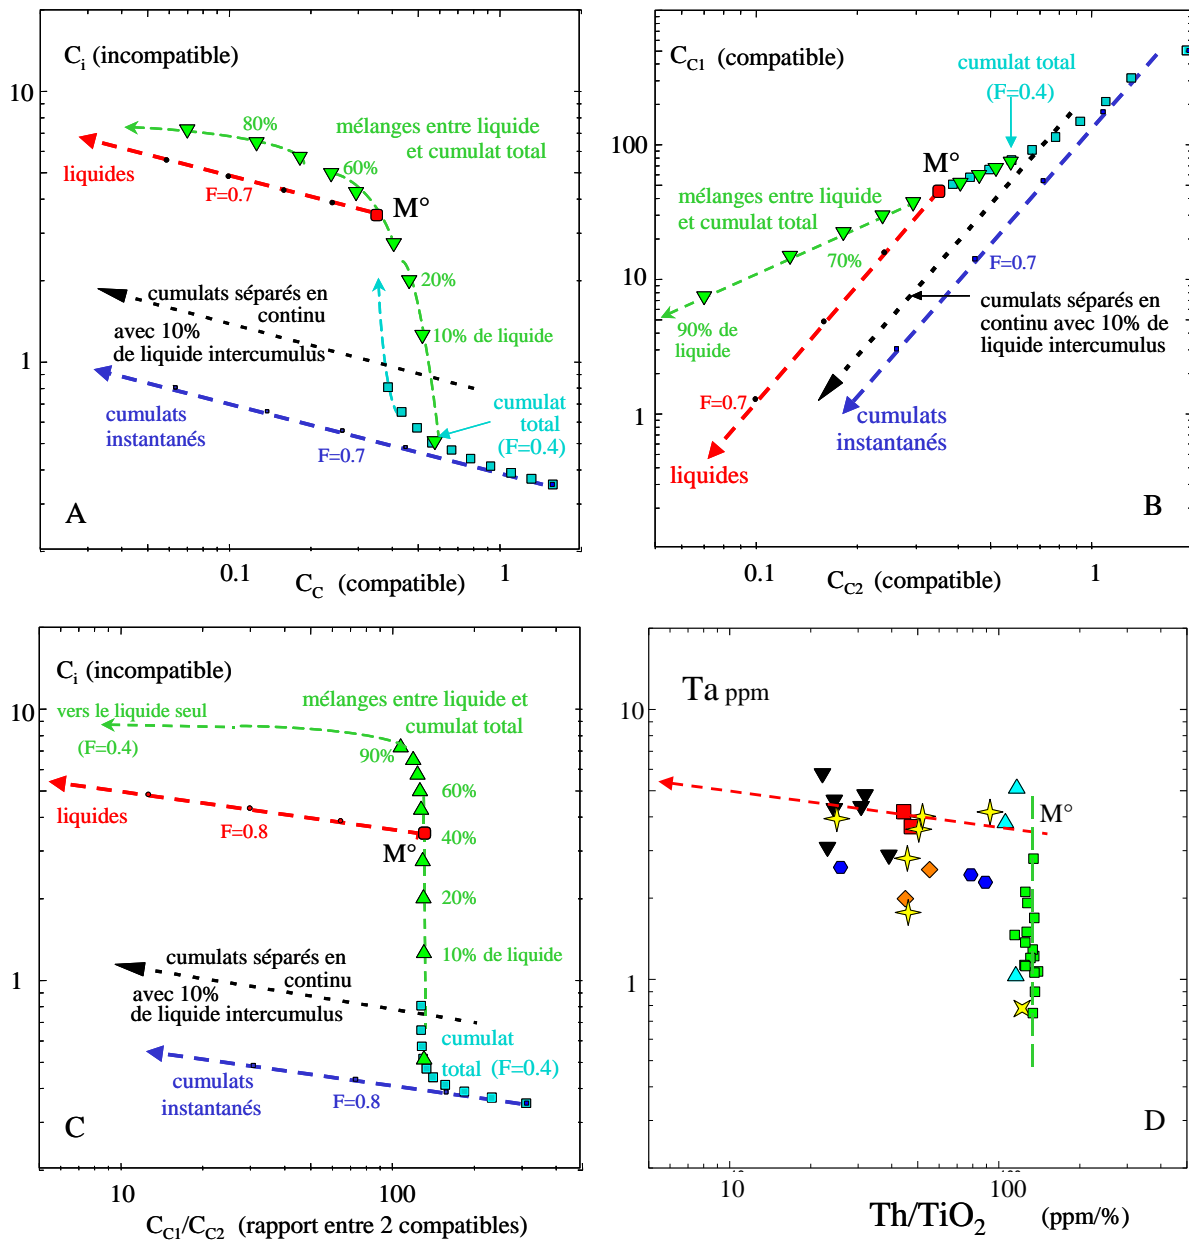 C_i (incompatible)
10
80%
mélanges entre liquide
et cumulat total
60%
liquides
F=0.7
M°
20%
cumulats séparés en
continu
avec 10%
de liquide intercumulus
10% de liquide
1
cumulats
instantanés
F=0.7
cumulat
total
(F=0.4)
A
0.1
1
C_C (compatible)
C_C1 (compatible)
cumulat total
(F=0.4)
100
M°
mélanges entre liquide
et cumulat total
70%
F=0.7
10
90% de
liquide
cumulats séparés en
continu avec 10% de
liquide intercumulus
F=0.7
1
cumulats
instantanés
liquides
B
0.1
1
C_C2 (compatible)
C_i (incompatible)
10
vers le liquide seul
(F=0.4)
mélanges entre liquide et
cumulat total
90%
60%
liquides
F=0.8
M°
40%
20%
cumulats séparés en
continu
10% de liquide
1
avec 10%
de liquide intercumulus
cumulat
total (F=0.4)
cumulats
instantanés
F=0.8
C
10
100
C_C1/C_C2 (rapport entre 2 compatibles)
Ta ppm
10
M°
1
D
10
100
Th/TiO2 (ppm/%)